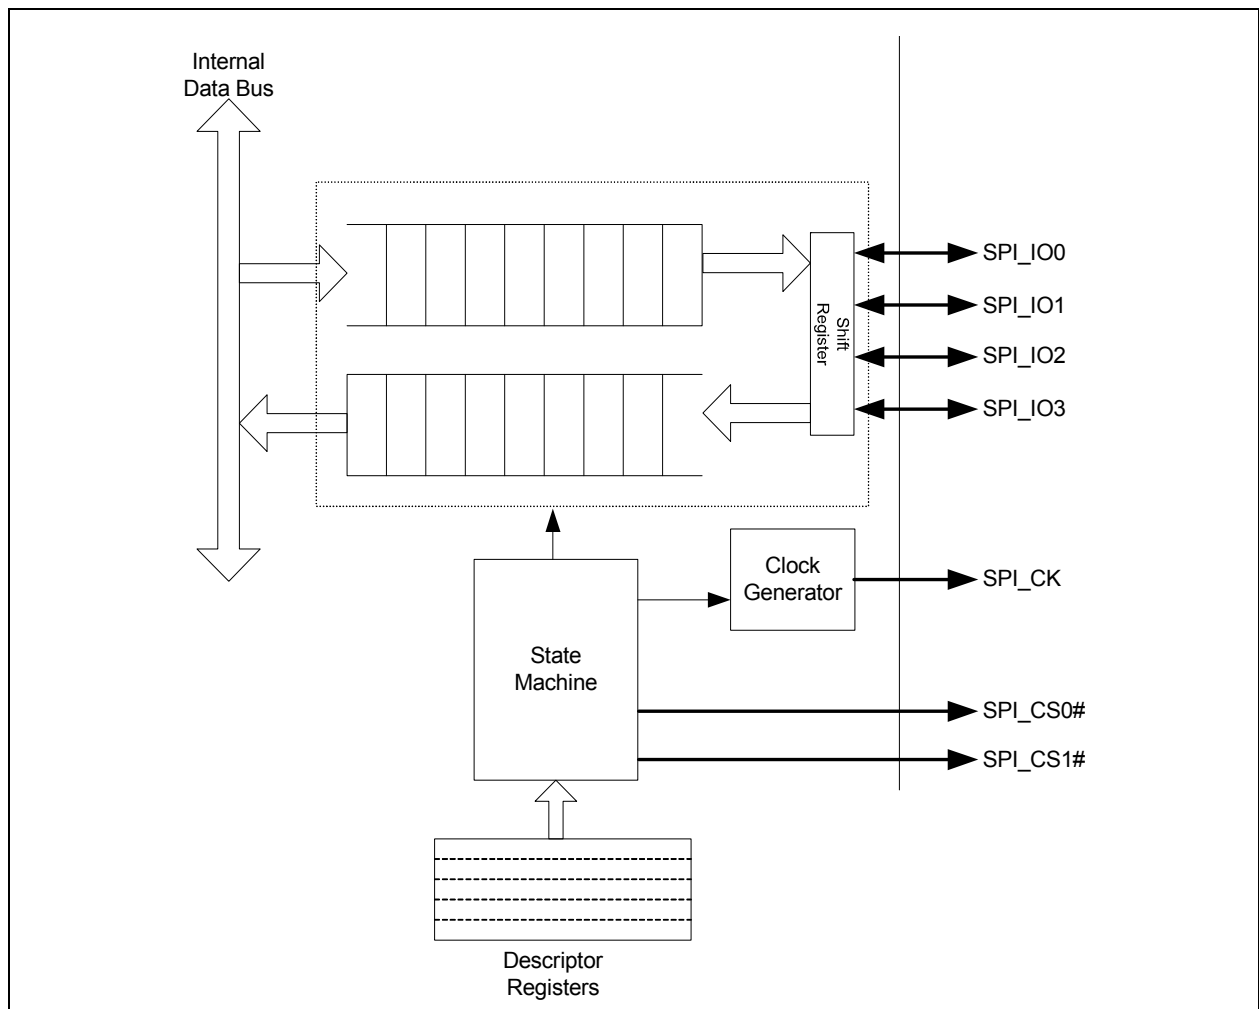 Internal
Data Bus
SPI_IO0
SPI_IO1
SPI_IO2
SPI_IO3
Shift
Register
Clock
Generator
SPI_CK
State
Machine
SPI_CS0#
SPI_CS1#
Descriptor
Registers